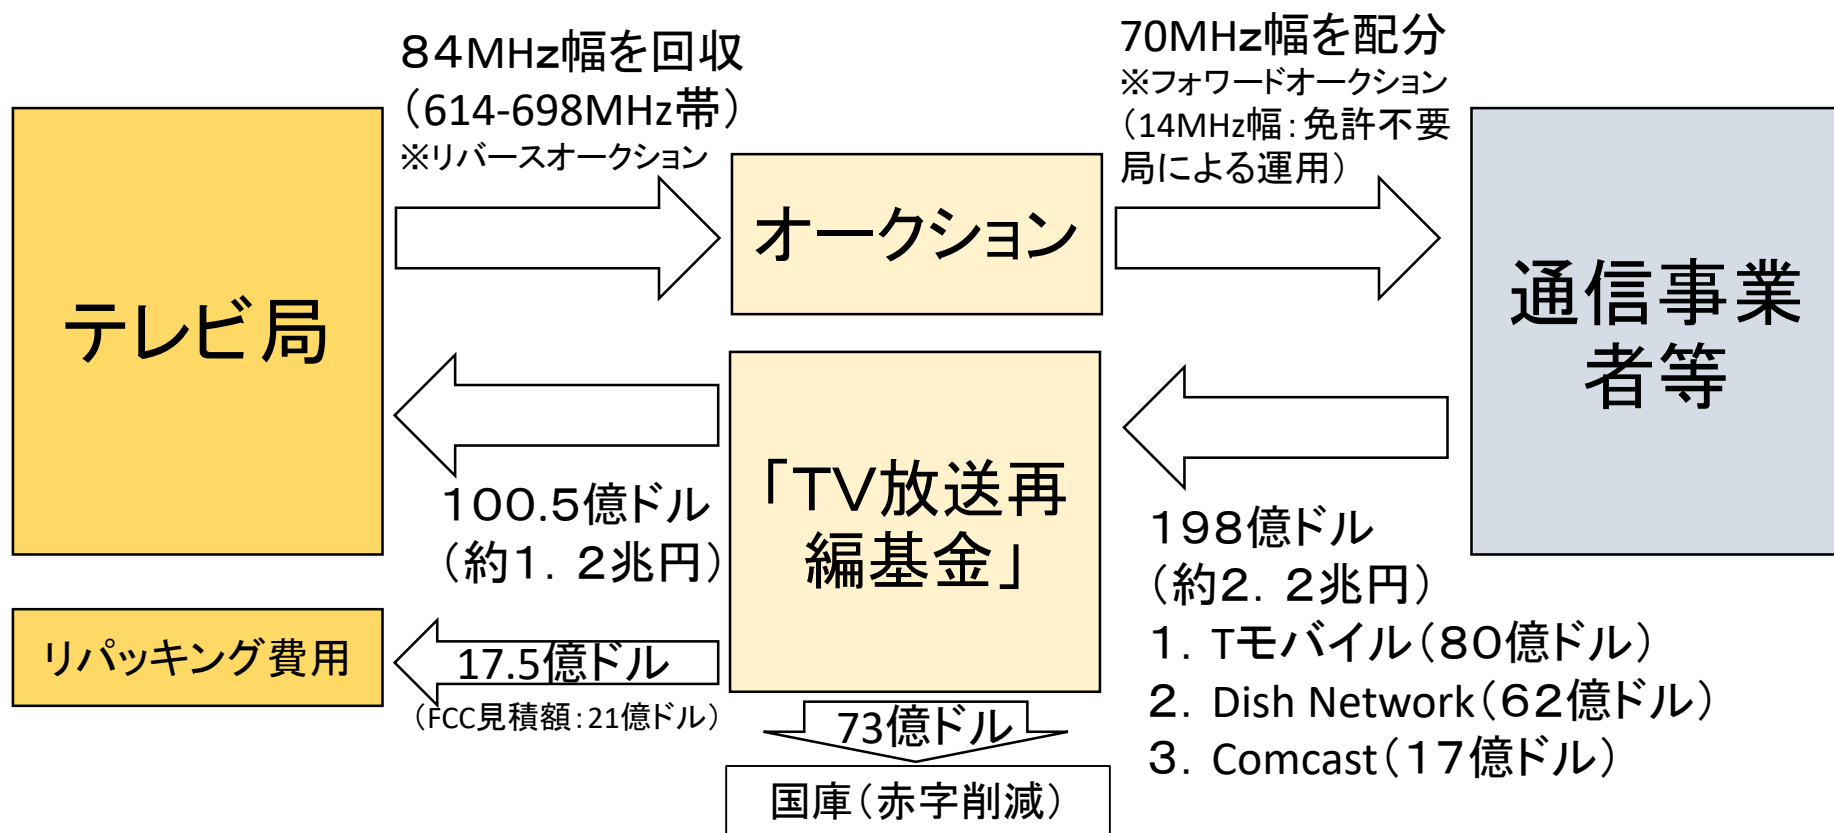 84MHz幅を回収
（614-698MHz帯）
※リバースオークション
70MHz幅を配分
※フォワードオークション
（14MHz幅：免許不要
局による運用）
テレビ局
オークション
通信事業
者等
「TV放送再
編基金」
100.5億ドル
（約1．2兆円）
198億ドル
（約2．2兆円）
1．Tモバイル（80億ドル）
2．Dish Network（62億ドル）
3．Comcast（17億ドル）
リパッキング費用
17.5億ドル
（FCC見積額：21億ドル）
73億ドル
国庫（赤字削減）